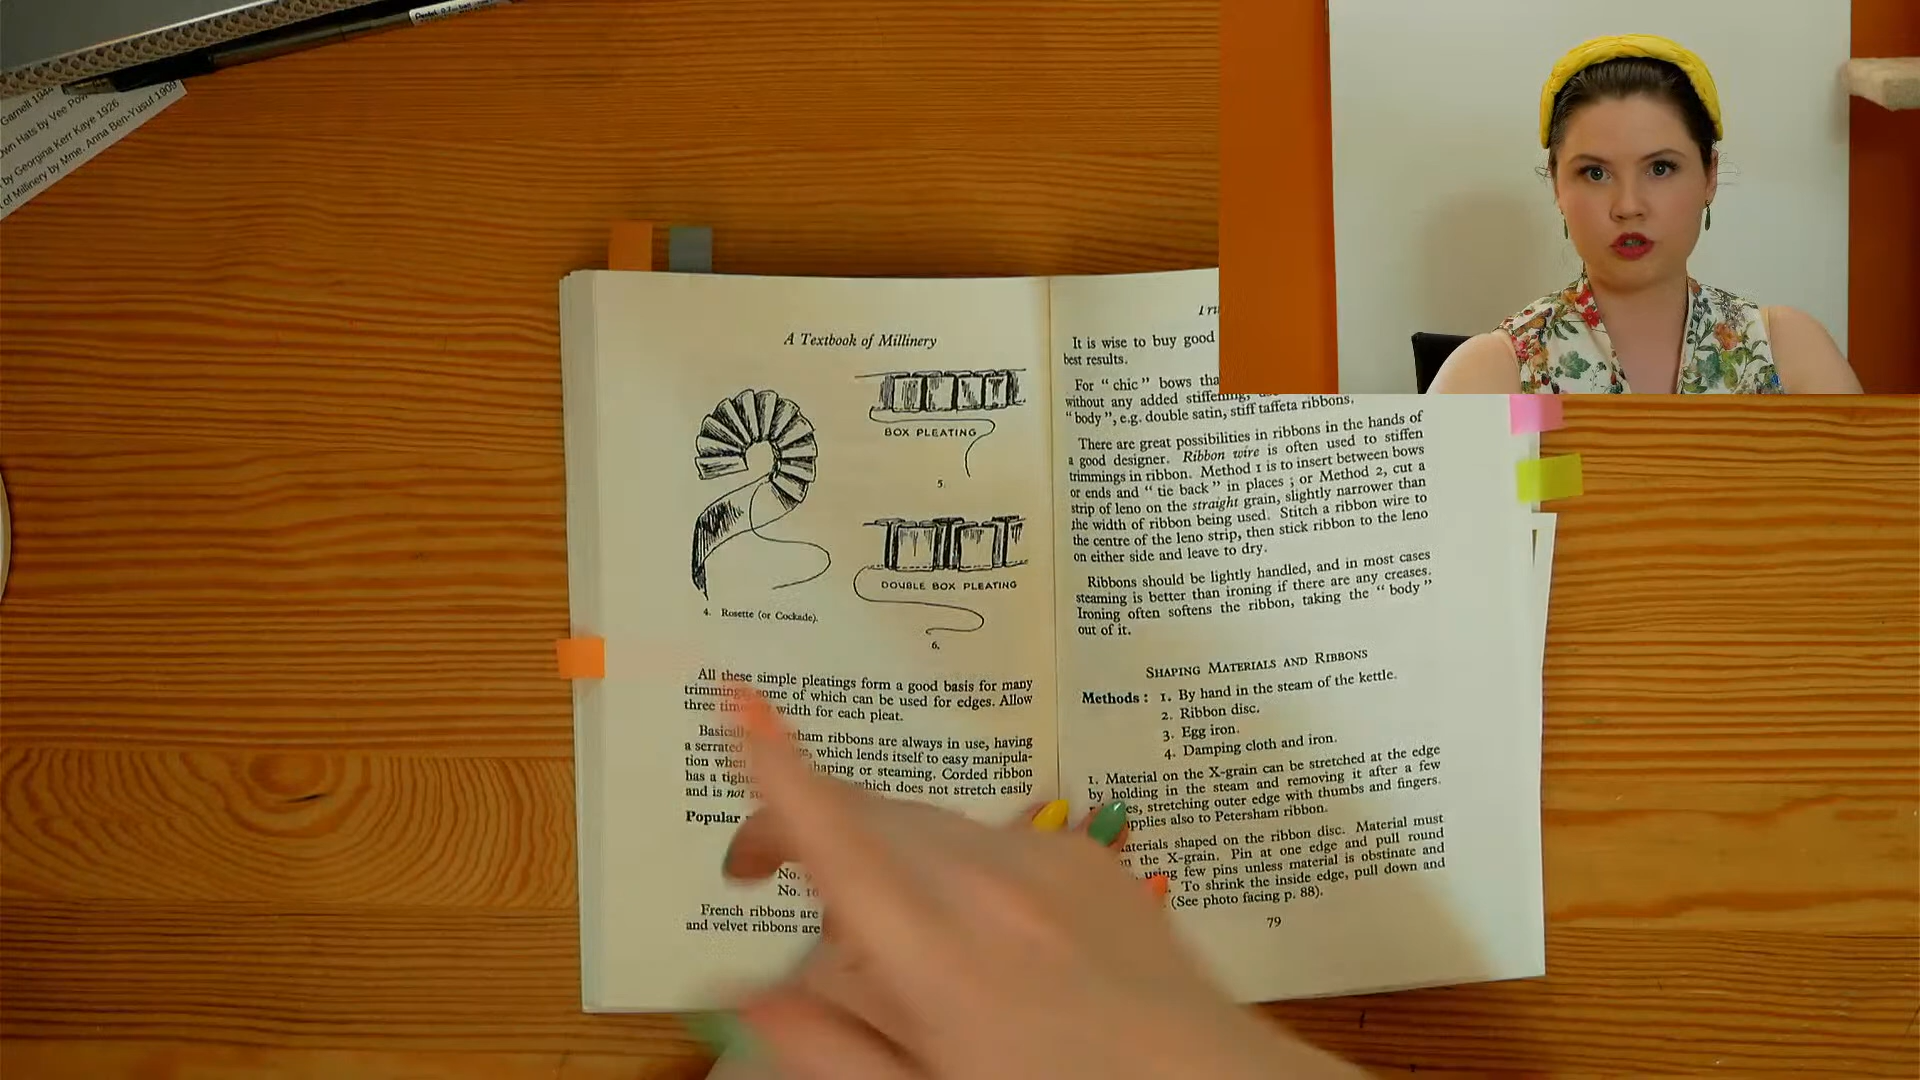 Pentel 0.7
Garnell 1944
Own Hats by Vee Pow
by Georgina Kerr Kaye 1926
of Millinery by Mme. Anna Ben-Yusuf 1909
A Textbook of Millinery
BOX PLEATING
5.
DOUBLE BOX PLEATING
4. Rosette (or Cockade).
6.
All these simple pleatings form a good basis for many
trimmings some of which can be used for edges. Allow
three width for each pleat.
Basically ersham ribbons are always in use, having
a serrated ge, which lends itself to easy manipula-
tion when haping or steaming. Corded ribbon
has a tight which does not stretch easily
and is not
Popular
No. 9
No. 16
French ribbons are
and velvet ribbons are
It is wise to buy good
best results.
For “chic” bows tha
without any added stiffening,
“body”, e.g. double satin, stiff taffeta ribbons.
There are great possibilities in ribbons in the hands of
a good designer. Ribbon wire is often used to stiffen
trimmings in ribbon. Method 1 is to insert between bows
or ends and “tie back” in places ; or Method 2, cut a
strip of leno on the straight grain, slightly narrower than
the width of ribbon being used. Stitch a ribbon wire to
the centre of the leno strip, then stick ribbon to the leno
on either side and leave to dry.
Ribbons should be lightly handled, and in most cases
steaming is better than ironing if there are any creases.
Ironing often softens the ribbon, taking the “body”
out of it.
SHAPING MATERIALS AND RIBBONS
Methods : 1. By hand in the steam of the kettle.
2. Ribbon disc.
3. Egg iron.
4. Damping cloth and iron.
1. Material on the X-grain can be stretched at the edge
by holding in the steam and removing it after a few
es, stretching outer edge with thumbs and fingers.
applies also to Petersham ribbon.
aterials shaped on the ribbon disc. Material must
on the X-grain. Pin at one edge and pull round
using few pins unless material is obstinate and
To shrink the inside edge, pull down and
(See photo facing p. 88).
79